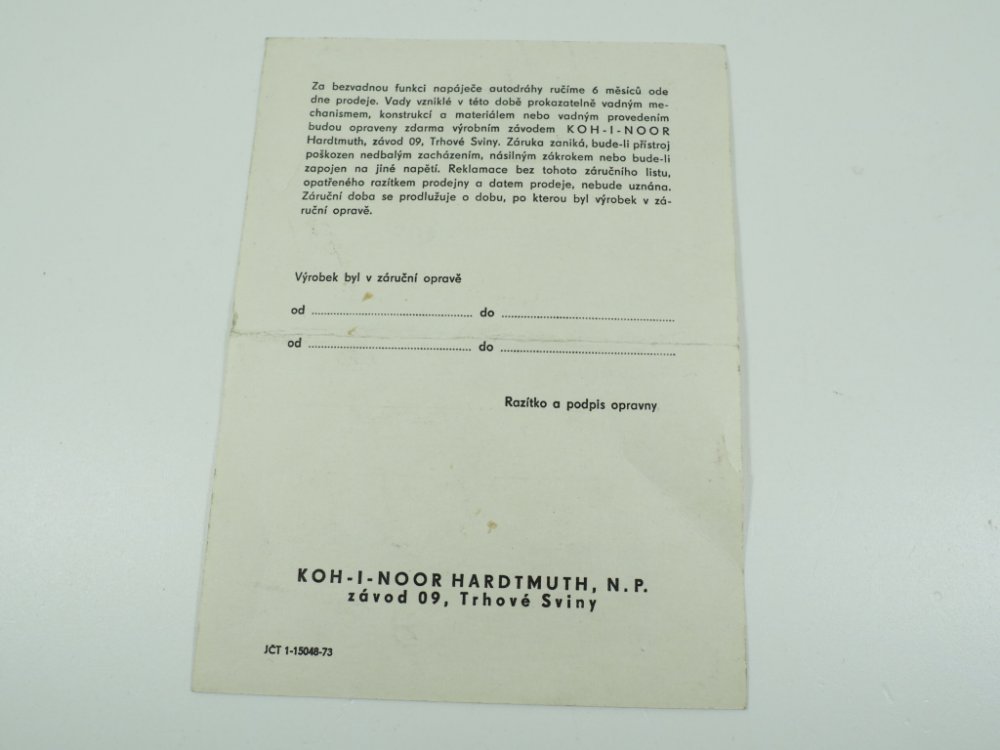 Za bezvadnou funkci napáječe autodráhy ručíme 6 měsíců ode
dne prodeje. Vady vzniklé v této době prokazatelně vadným me-
chanismem, konstrukcí a materiálem nebo vadným provedením
budou opraveny zdarma výrobním závodem KOH-I-NOOR
Hardtmuth, závod 09, Trhové Sviny. Záruka zaniká, bude-li přístroj
poškozen nedbalým zacházením, násilným zákrokem nebo bude-li
zapojen na jiné napětí. Reklamace bez tohoto záručního listu,
opatřeného razítkem prodejny a datem prodeje, nebude uznána.
Záruční doba se prodlužuje o dobu, po kterou byl výrobek v zá-
ruční opravě.
Výrobek byl v záruční opravě
od ........................................ do ........................................
od ........................................ do ........................................
Razítko a podpis opravny
KOH-I-NOOR HARDTMUTH, N.P.
závod 09, Trhové Sviny
JČT 1-15048-73